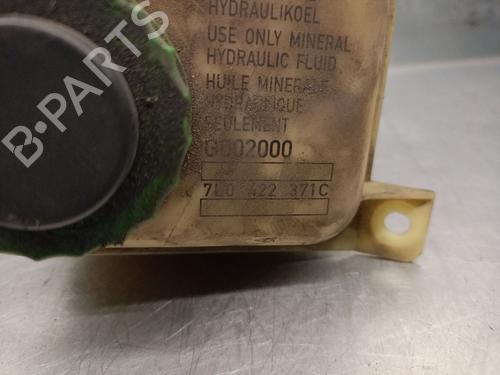 HYDRAULIKOEL
USE ONLY MINERAL
HYDRAULIC FLUID
HUILE MINERALE
HYDRAULIQUE
SEULEMENT
G002000
7L0 422 371C
B-PARTS